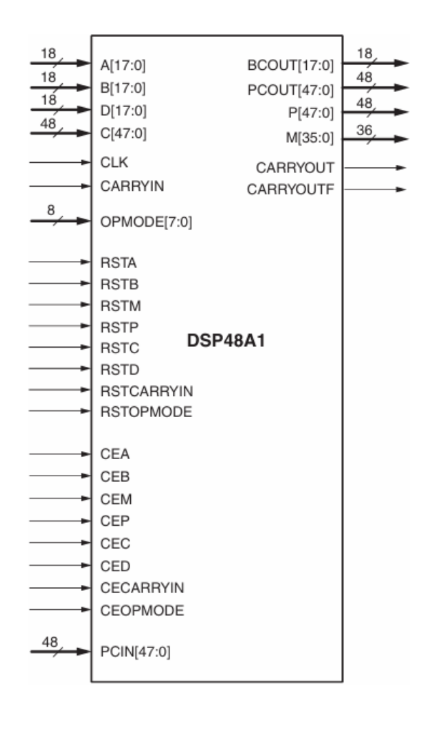 18 A[17:0] BCOUT[17:0] 18
18 B[17:0] PCOUT[47:0] 48
18 D[17:0] P[47:0] 48
48 C[47:0] M[35:0] 36
CLK CARRYOUT
CARRYIN CARRYOUTF
8 OPMODE[7:0]
RSTA
RSTB
RSTM
RSTP
DSP48A1
RSTC
RSTD
RSTCARRYIN
RSTOPMODE
CEA
CEB
CEM
CEP
CEC
CED
CECARRYIN
CEOPMODE
48 PCIN[47:0]